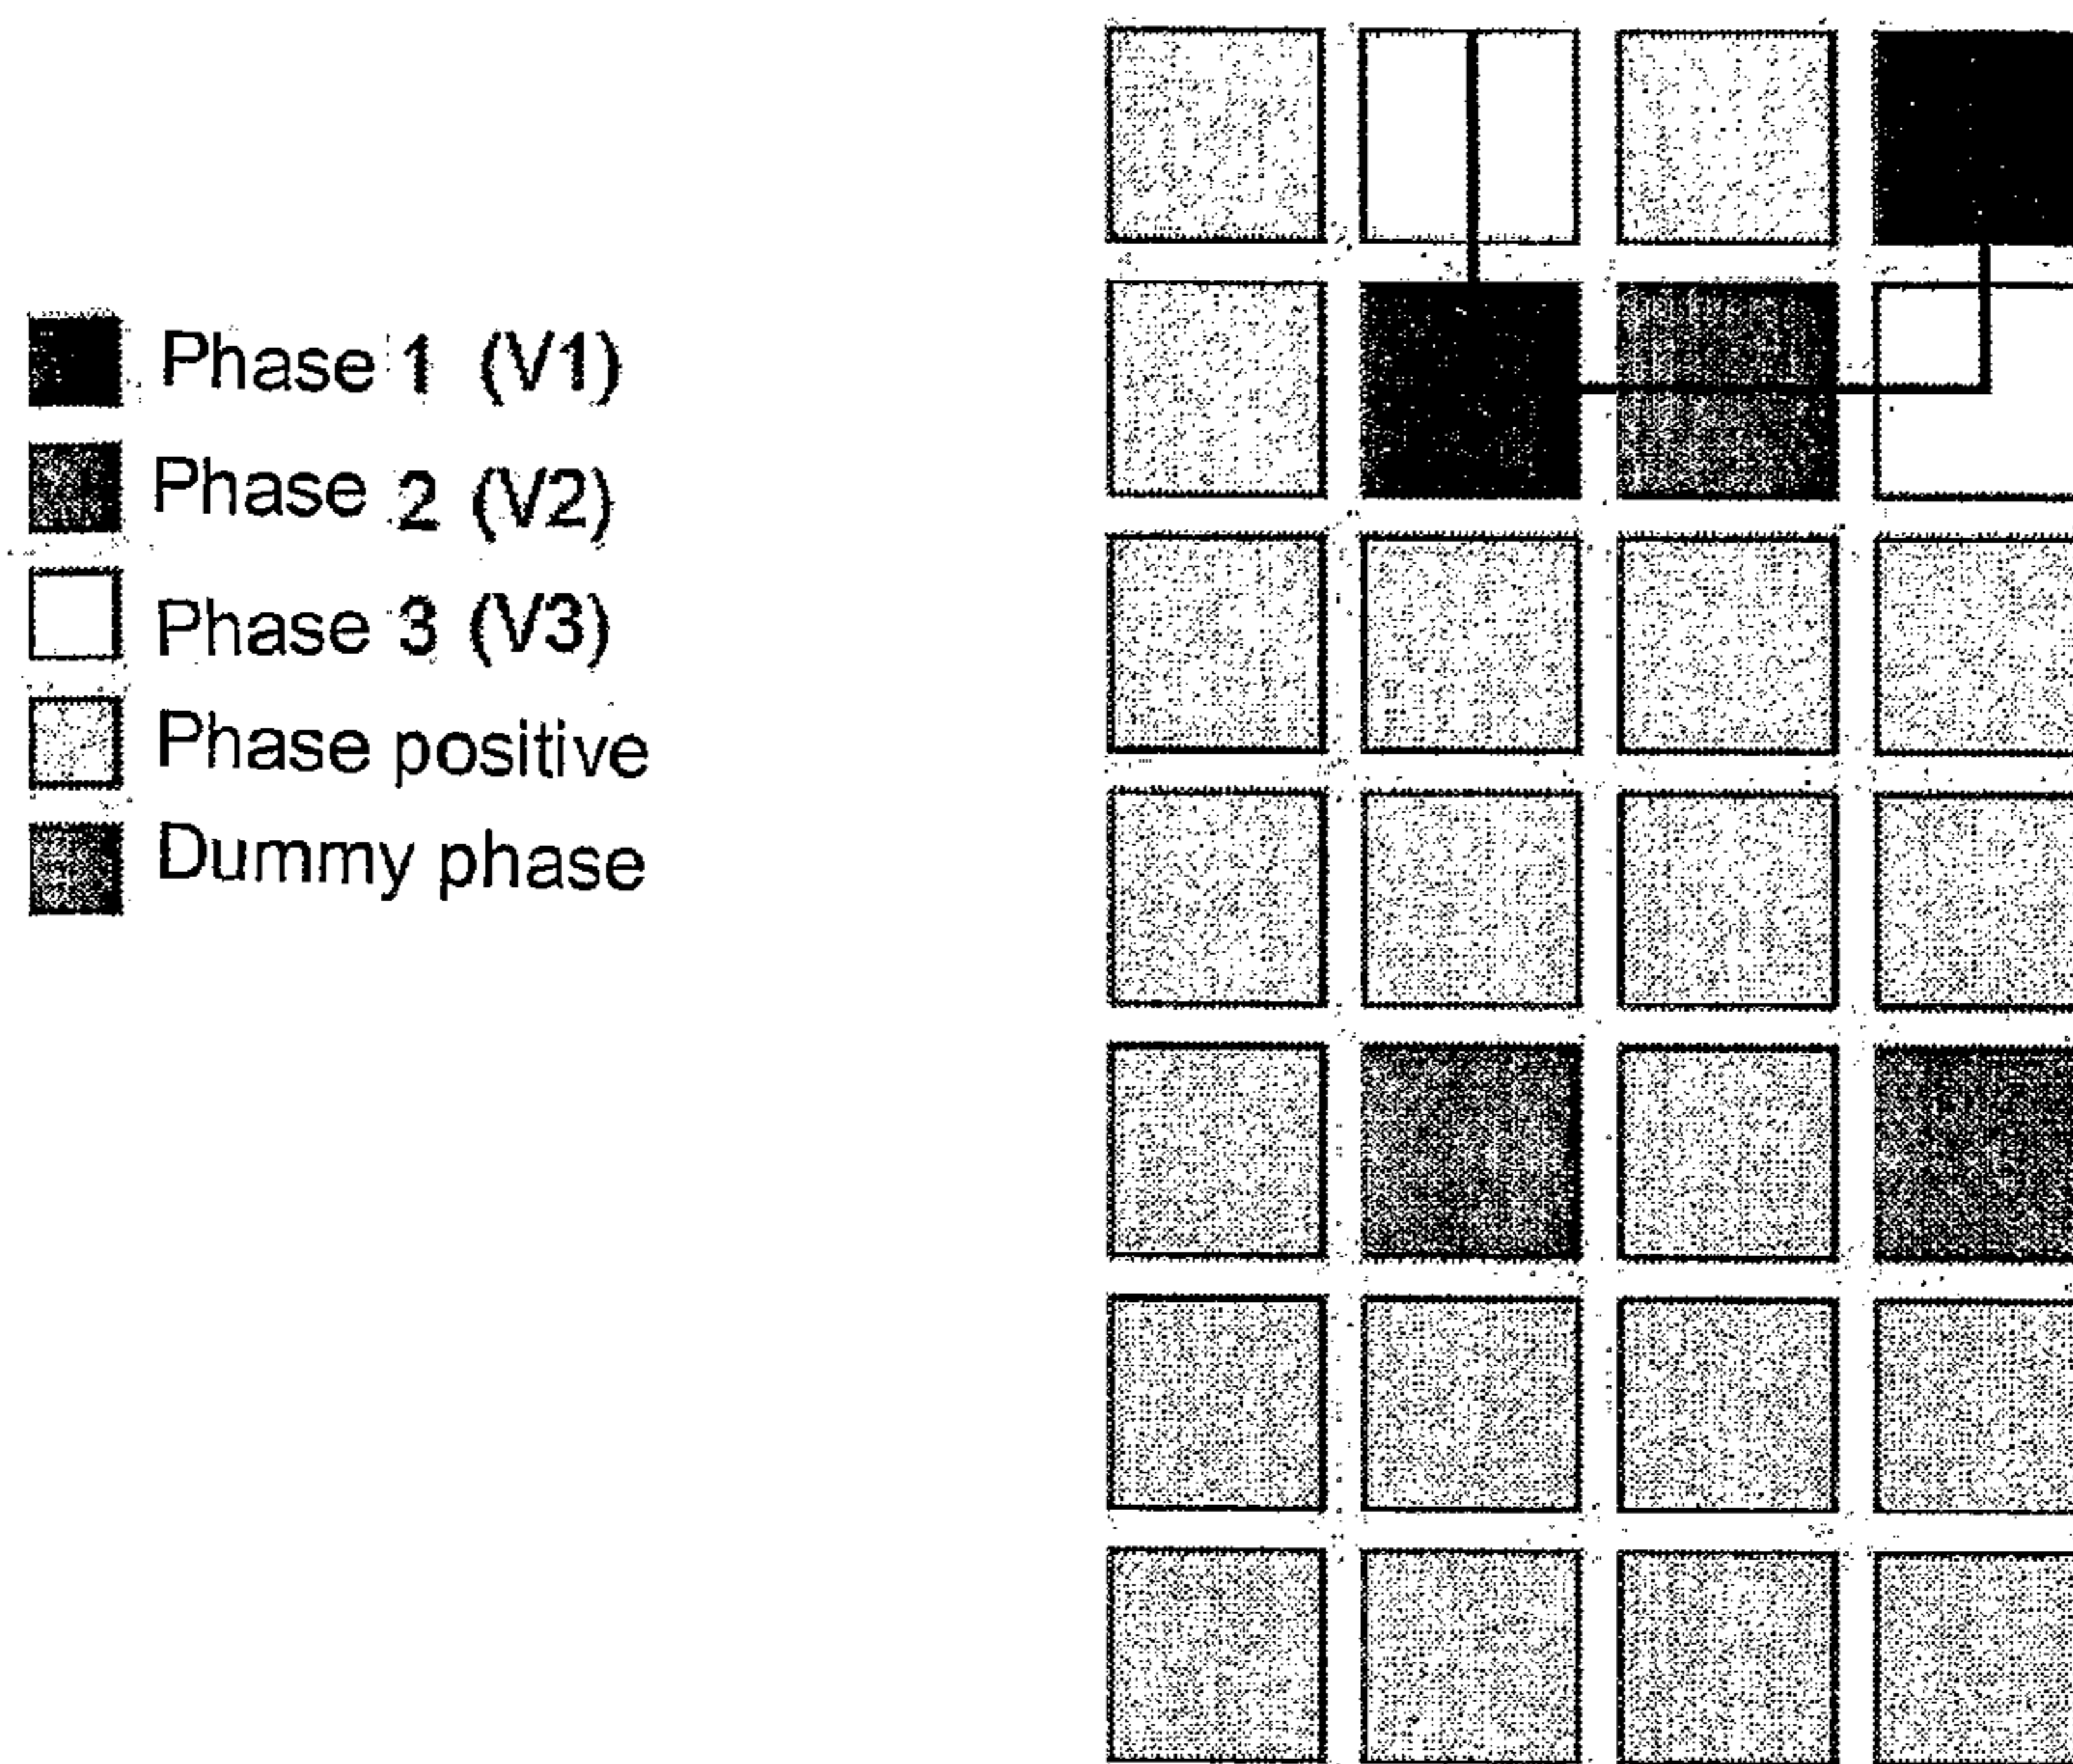 Phase 1 (V1)
Phase 2 (V2)
Phase 3 (V3)
Phase positive
Dummy phase